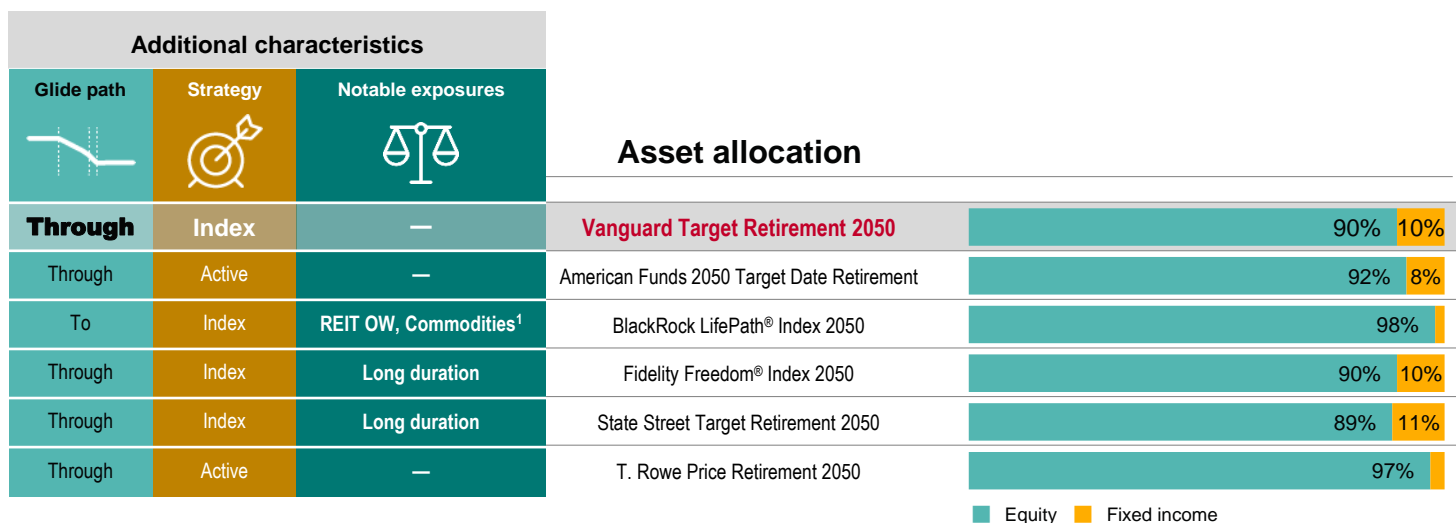 Additional characteristics
Glide path Strategy Notable exposures
Asset allocation
Through Index — Vanguard Target Retirement 2050 90% 10%
Through Active — American Funds 2050 Target Date Retirement 92% 8%
To Index REIT OW, Commodities¹ BlackRock LifePath® Index 2050 98%
Through Index Long duration Fidelity Freedom® Index 2050 90% 10%
Through Index Long duration State Street Target Retirement 2050 89% 11%
Through Active — T. Rowe Price Retirement 2050 97%
Equity Fixed income